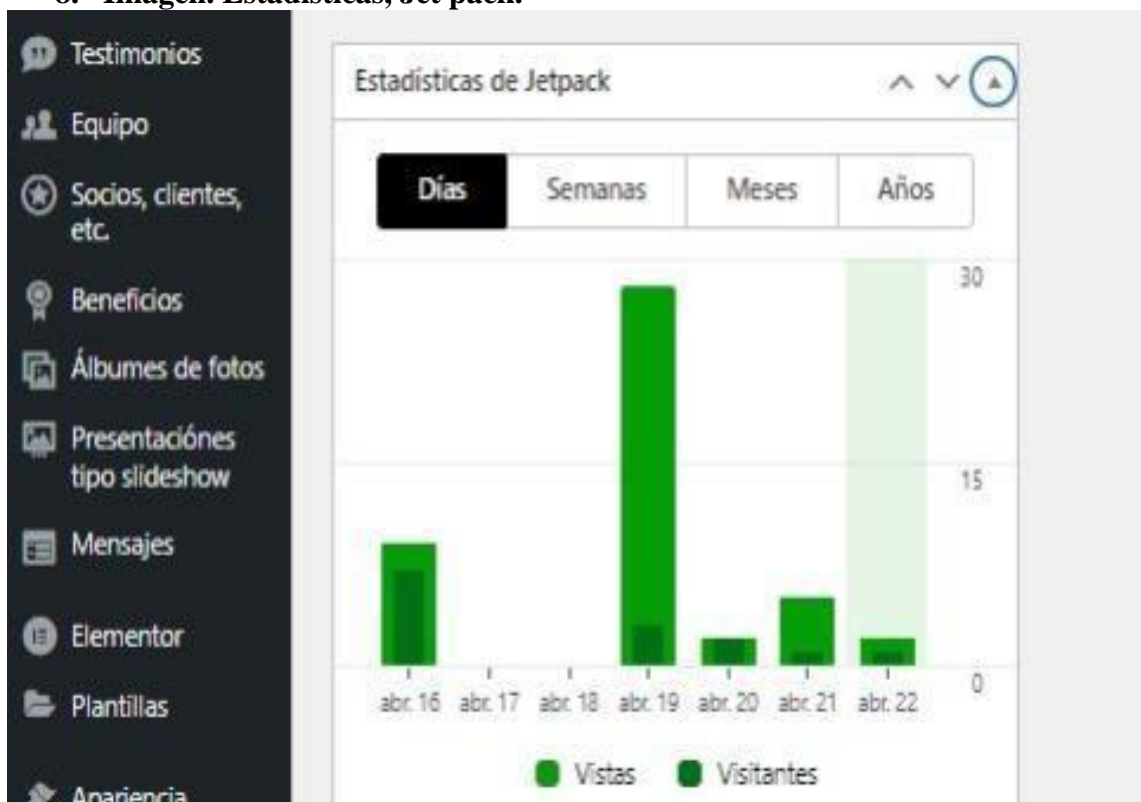 8. Imagen. Estadísticas, Jet pack.
Testimonios
Equipo
Socios, clientes,
etc.
Beneficios
Álbumes de fotos
Presentaciónes
tipo slideshow
Mensajes
Elementor
Plantillas
Apariencia
Estadísticas de Jetpack
Días Semanas Meses Años
30
15
0
abr. 16 abr. 17 abr. 18 abr. 19 abr. 20 abr. 21 abr. 22
Vistas Visitantes